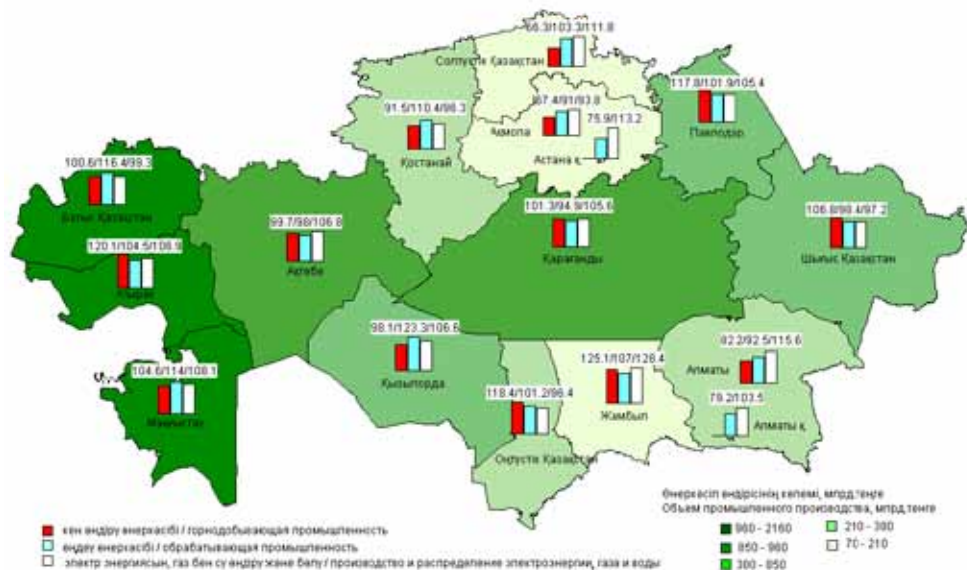 66.3/103.3/111.8
Солтүстік Қазақстан
117.8/101.9/105.4
Павлодар
91.5/110.4/98.3
Қостанай
67.4/91/93.8
Ақмола
75.9/113.2
Астана қ.
100.6/116.4/99.3
Батыс Қазақстан
99.7/98/106.8
Ақтөбе
101.3/94.9/105.6
Қарағанды
106.8/98.4/97.2
Шығыс Қазақстан
120.1/104.5/106.9
Атырау
98.1/123.3/106.6
Қызылорда
104.6/114/108.1
Маңғыстау
118.4/101.2/96.4
Оңтүстік Қазақстан
125.1/107/128.4
Жамбыл
82.2/92.5/115.6
Алматы
79.2/103.5
Алматы қ.
кен өндіру өнеркәсібі / горнодобывающая промышленность
өңдеу өнеркәсібі / обрабатывающая промышленность
электр энергиясын, газ бен су өндіру және бөлу / производство и распределение электроэнергии, газа и воды
Өнеркәсіп өндірісінің көлемі, млрд.теңге
Объем промышленного производства, млрд.тенге
960 - 2160
850 - 960
380 - 850
210 - 380
70 - 210